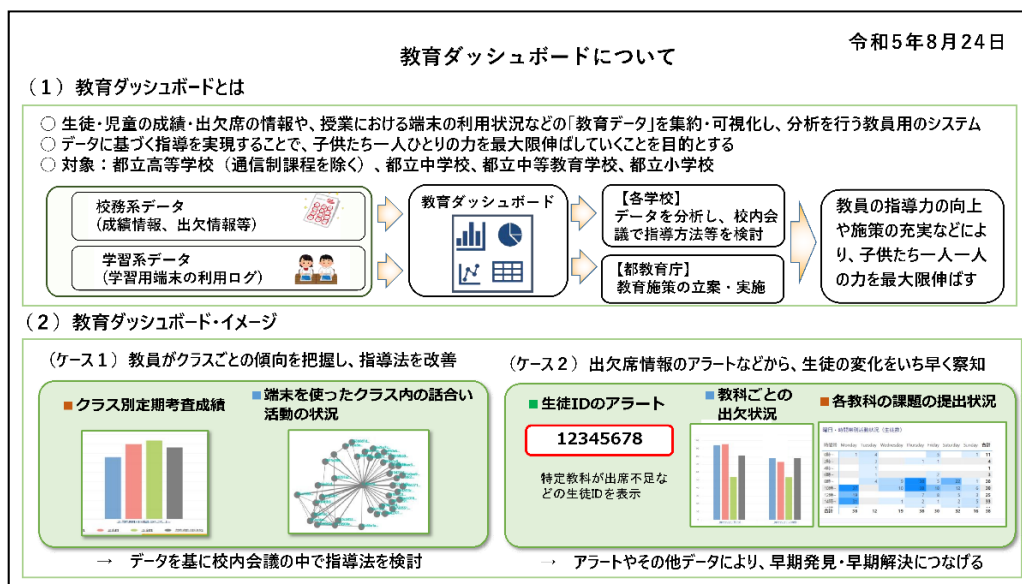 令和5年8月24日
教育ダッシュボードについて
（１）教育ダッシュボードとは
○ 生徒・児童の成績・出欠席の情報や、授業における端末の利用状況などの「教育データ」を集約・可視化し、分析を行う教員用のシステム
○ データに基づく指導を実現することで、子供たち一人ひとりの力を最大限伸ばしていくことを目的とする
○ 対象：都立高等学校（通信制課程を除く）、都立中学校、都立中等教育学校、都立小学校
校務系データ
（成績情報、出欠情報等）
学習系データ
（学習用端末の利用ログ）
教育ダッシュボード
【各学校】
データを分析し、校内会
議で指導方法等を検討
【都教育庁】
教育施策の立案・実施
教員の指導力の向上
や施策の充実などによ
り、子供たち一人一人
の力を最大限伸ばす
（２）教育ダッシュボード・イメージ
（ケース１）教員がクラスごとの傾向を把握し、指導法を改善
クラス別定期考査成績
端末を使ったクラス内の話合い
活動の状況
→ データを基に校内会議の中で指導法を検討
（ケース２）出欠席情報のアラートなどから、生徒の変化をいち早く察知
生徒IDのアラート
12345678
特定教科が出席不足な
どの生徒IDを表示
教科ごとの
出欠状況
各教科の課題の提出状況
Monday Tuesday Wednesday Thursday Friday Saturday Sunday 合計
→ アラートやその他データにより、早期発見・早期解決につなげる